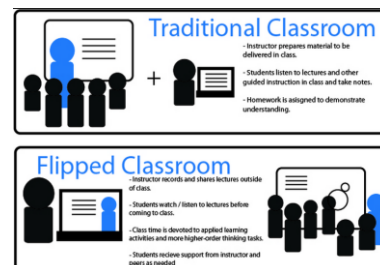 Traditional Classroom
- Instructor prepares material to be
delivered in class.
- Students listen to lectures and other
guided instruction in class and take notes.
- Homework is asigned to demonstrate
understanding.
Flipped Classroom
- Instructor records and shares lectures outside
of class.
- Students watch / listen to lectures before
coming to class.
- Class time is devoted to applied learning
activities and more higher-order thinking tasks.
- Students recieve support from instructor and
peers as needed